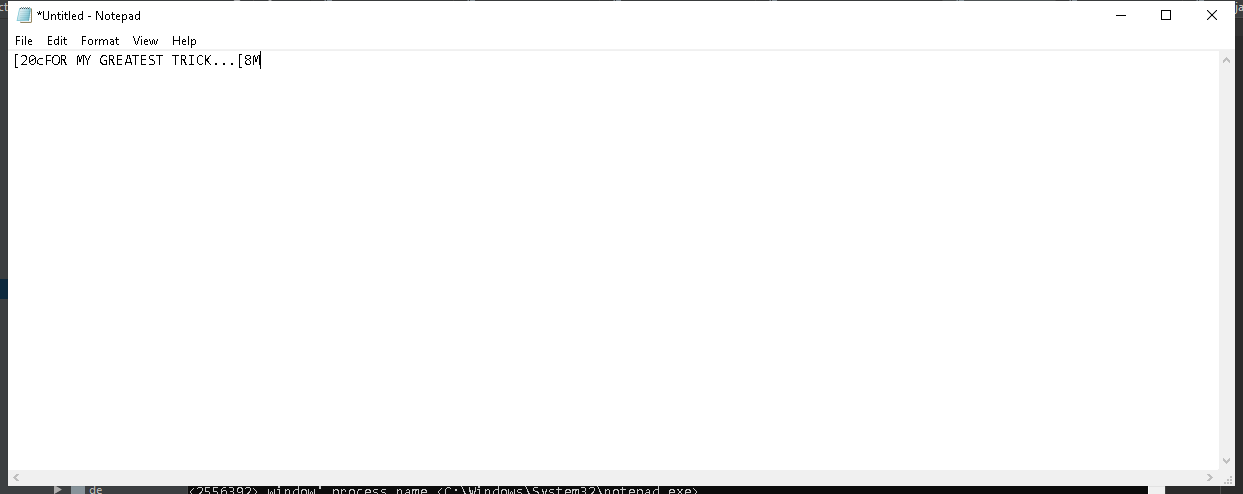 *Untitled - Notepad
File Edit Format View Help
[20cFOR MY GREATEST TRICK...[8M
de <2556392> window' process name <C:\Windows\System32\notepad.exe>